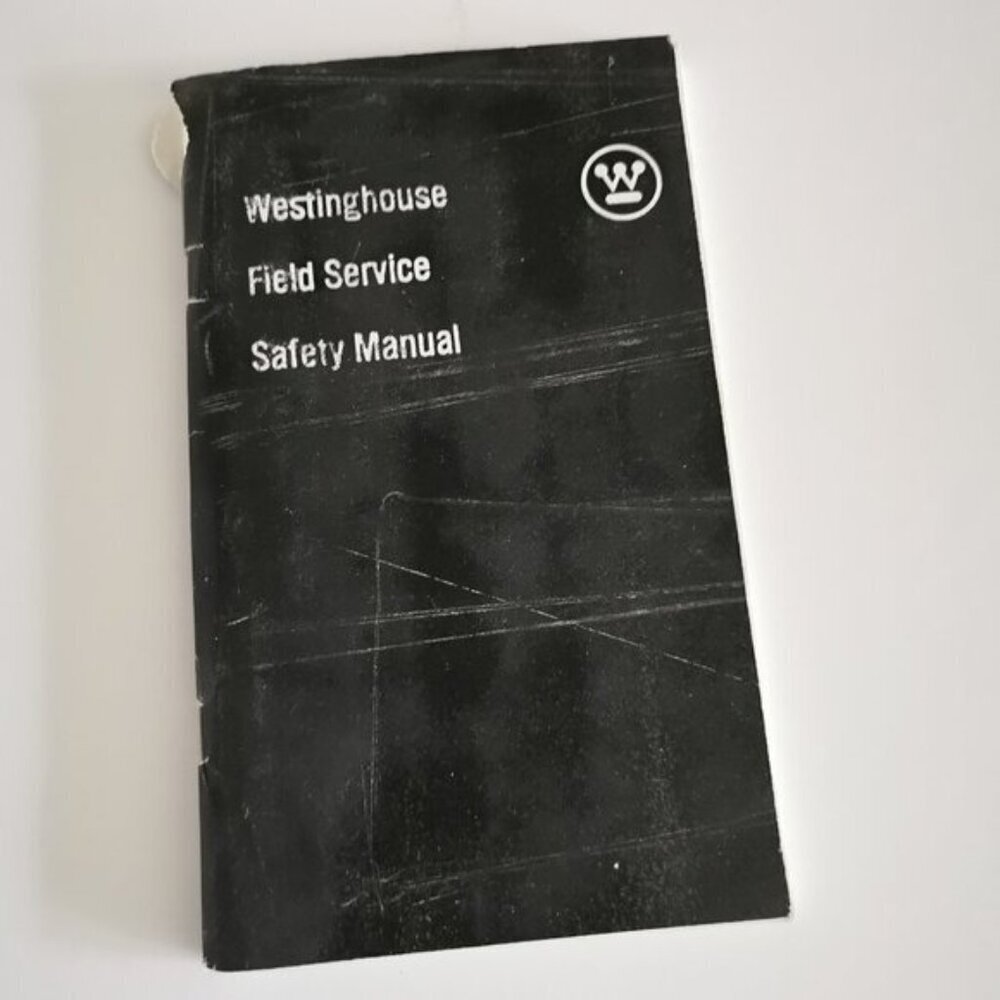 Westinghouse
Field Service
Safety Manual
W